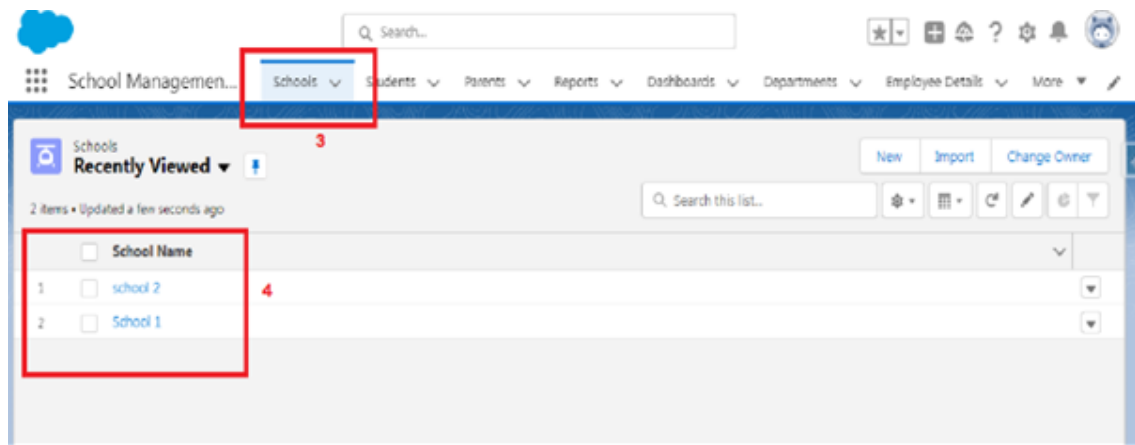 Search...
School Managemen... Schools Students Parents Reports Dashboards Departments Employee Details More
3
Schools
Recently Viewed
New Import Change Owner
2 items • Updated a few seconds ago
Search this list...
School Name
1 school 2
4
2 School 1